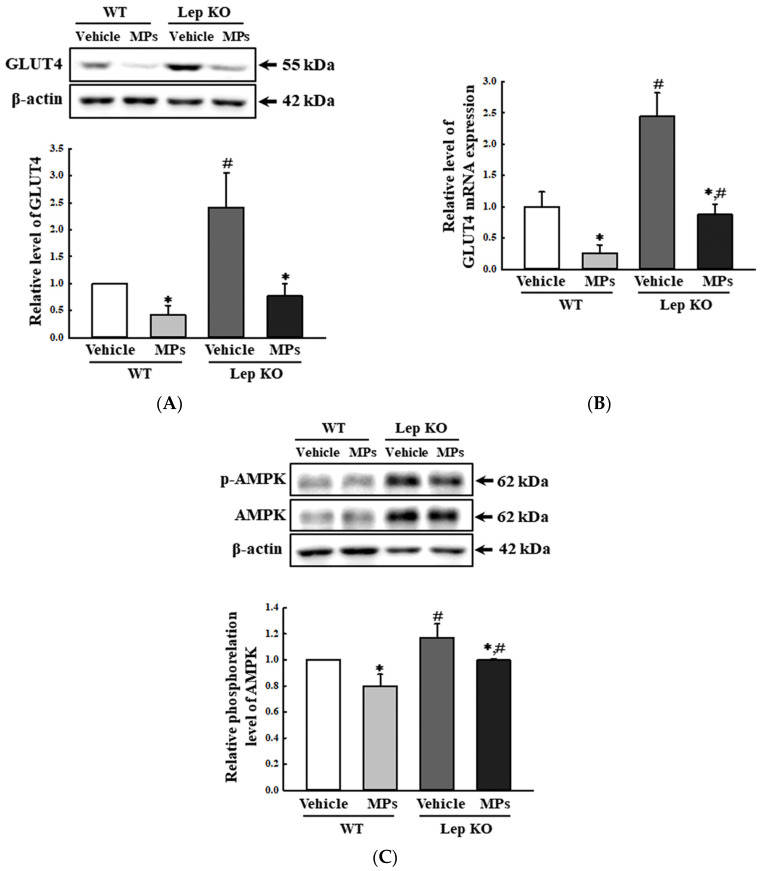 WT Lep KO
Vehicle MPs Vehicle MPs
GLUT4 55 kDa
β-actin 42 kDa
Relative level of GLUT4
3.5
3.0
2.5
2.0
1.5
1.0
0.5
0.0
#
*
*
Vehicle MPs Vehicle MPs
WT Lep KO
(A)
Relative level of
GLUT4 mRNA expression
3.0
2.5
2.0
1.5
1.0
0.5
0.0
#
*,#
*
Vehicle MPs Vehicle MPs
WT Lep KO
(B)
WT Lep KO
Vehicle MPs Vehicle MPs
p-AMPK 62 kDa
AMPK 62 kDa
β-actin 42 kDa
Relative phosphorelation
level of AMPK
1.4
1.2
1.0
0.8
0.6
0.4
0.2
0.0
#
*,#
*
Vehicle MPs Vehicle MPs
WT Lep KO
(C)